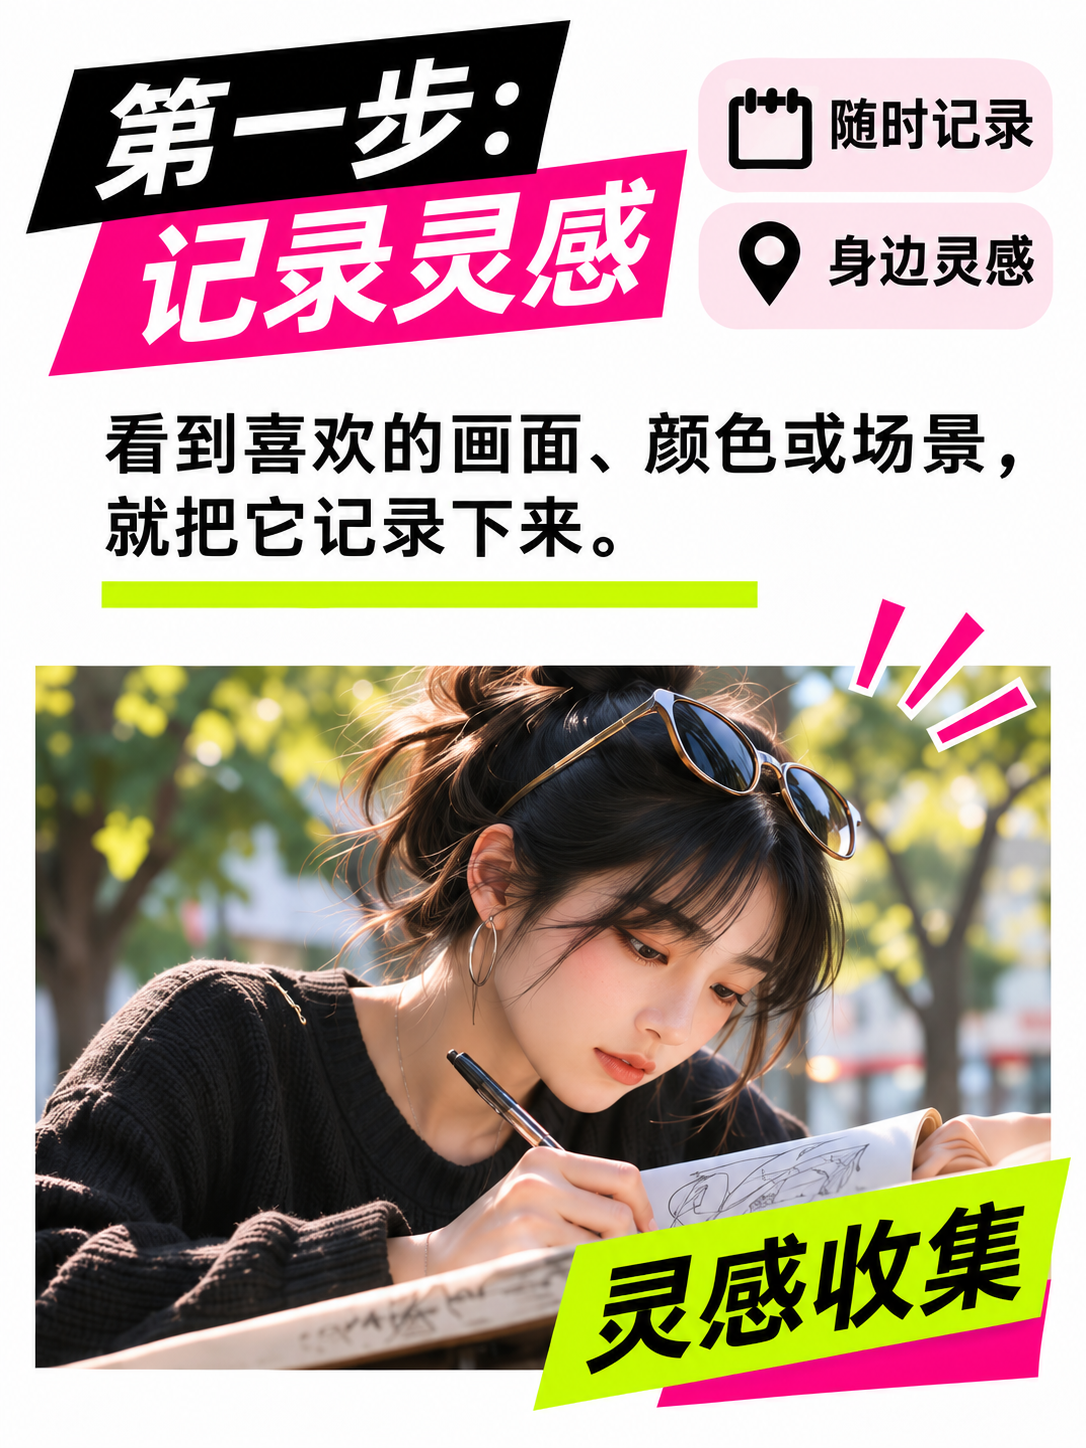 第一步：
记录灵感
随时记录
身边灵感
看到喜欢的画面、颜色或场景，
就把它记录下来。
灵感收集